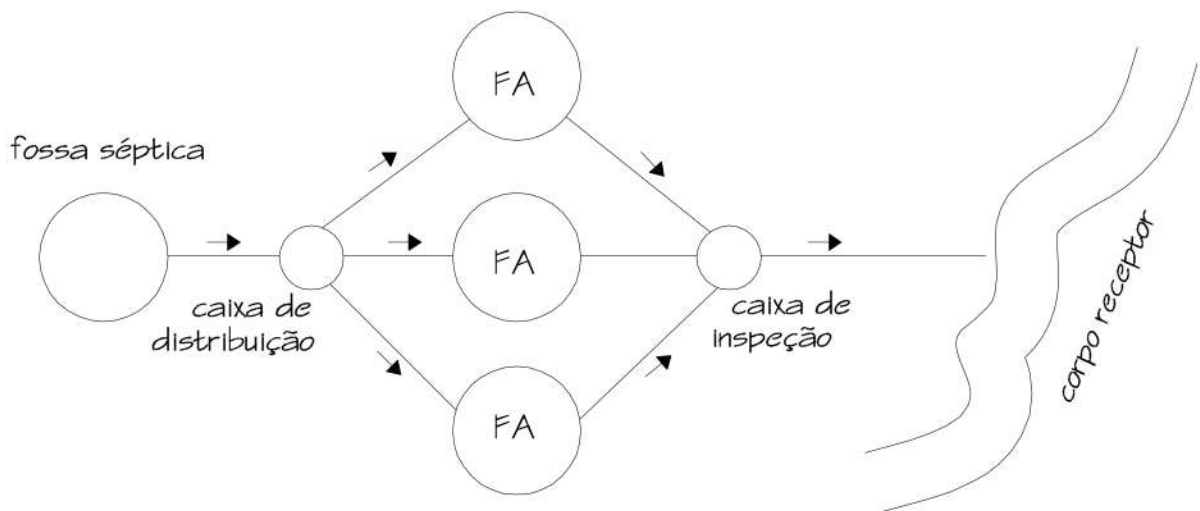 FA
fossa séptica
FA
caixa de
distribuição
caixa de
inspeção
corpo receptor
FA